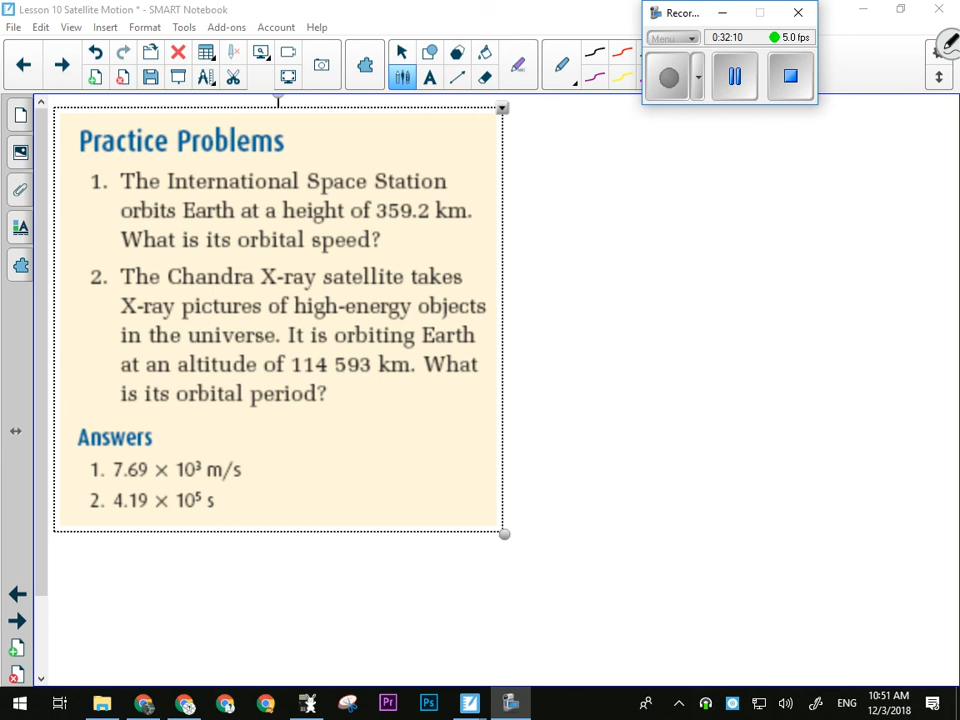 Lesson 10 Satellite Motion * - SMART Notebook
Recor...
File Edit View Insert Format Tools Add-ons Account Help
Menu
0:32:10
5.0 fps
Practice Problems
1. The International Space Station
orbits Earth at a height of 359.2 km.
What is its orbital speed?
2. The Chandra X-ray satellite takes
X-ray pictures of high-energy objects
in the universe. It is orbiting Earth
at an altitude of 114 593 km. What
is its orbital period?
Answers
1. 7.69 × 10³ m/s
2. 4.19 × 10⁵ s
ENG
10:51 AM
12/3/2018